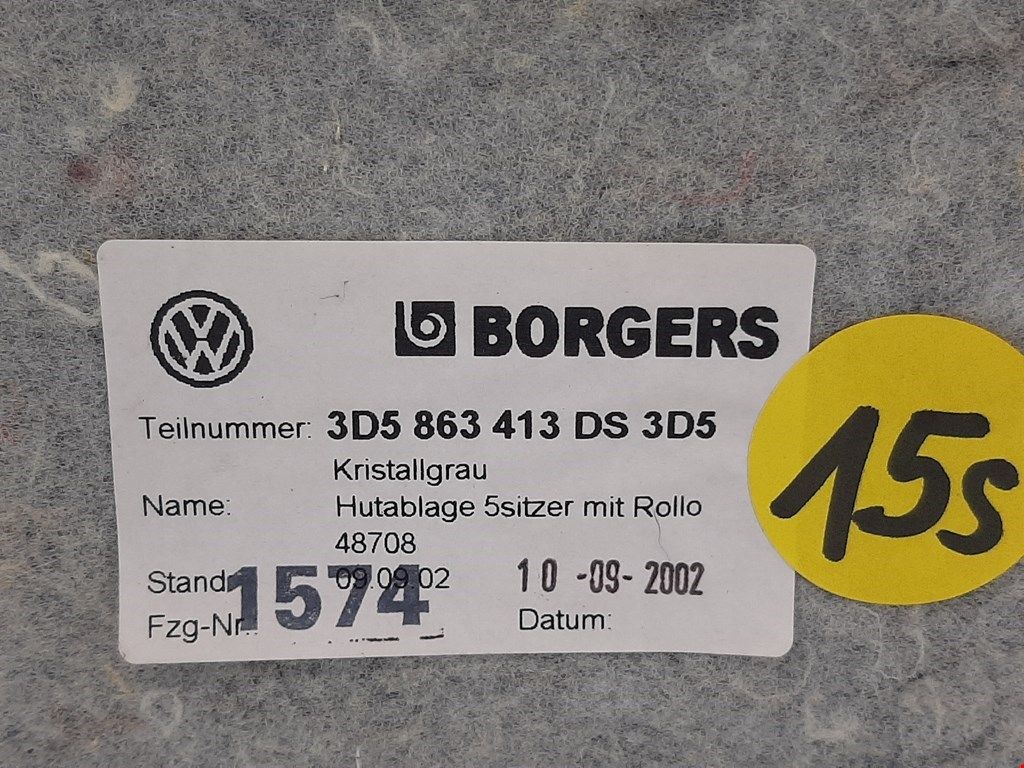 VW BORGERS
Teilnummer: 3D5 863 413 DS 3D5
Kristallgrau
Name: Hutablage 5sitzer mit Rollo
48708
Stand: 09.09.02 10 -09- 2002
Fzg-Nr.: 1574 Datum:
15s